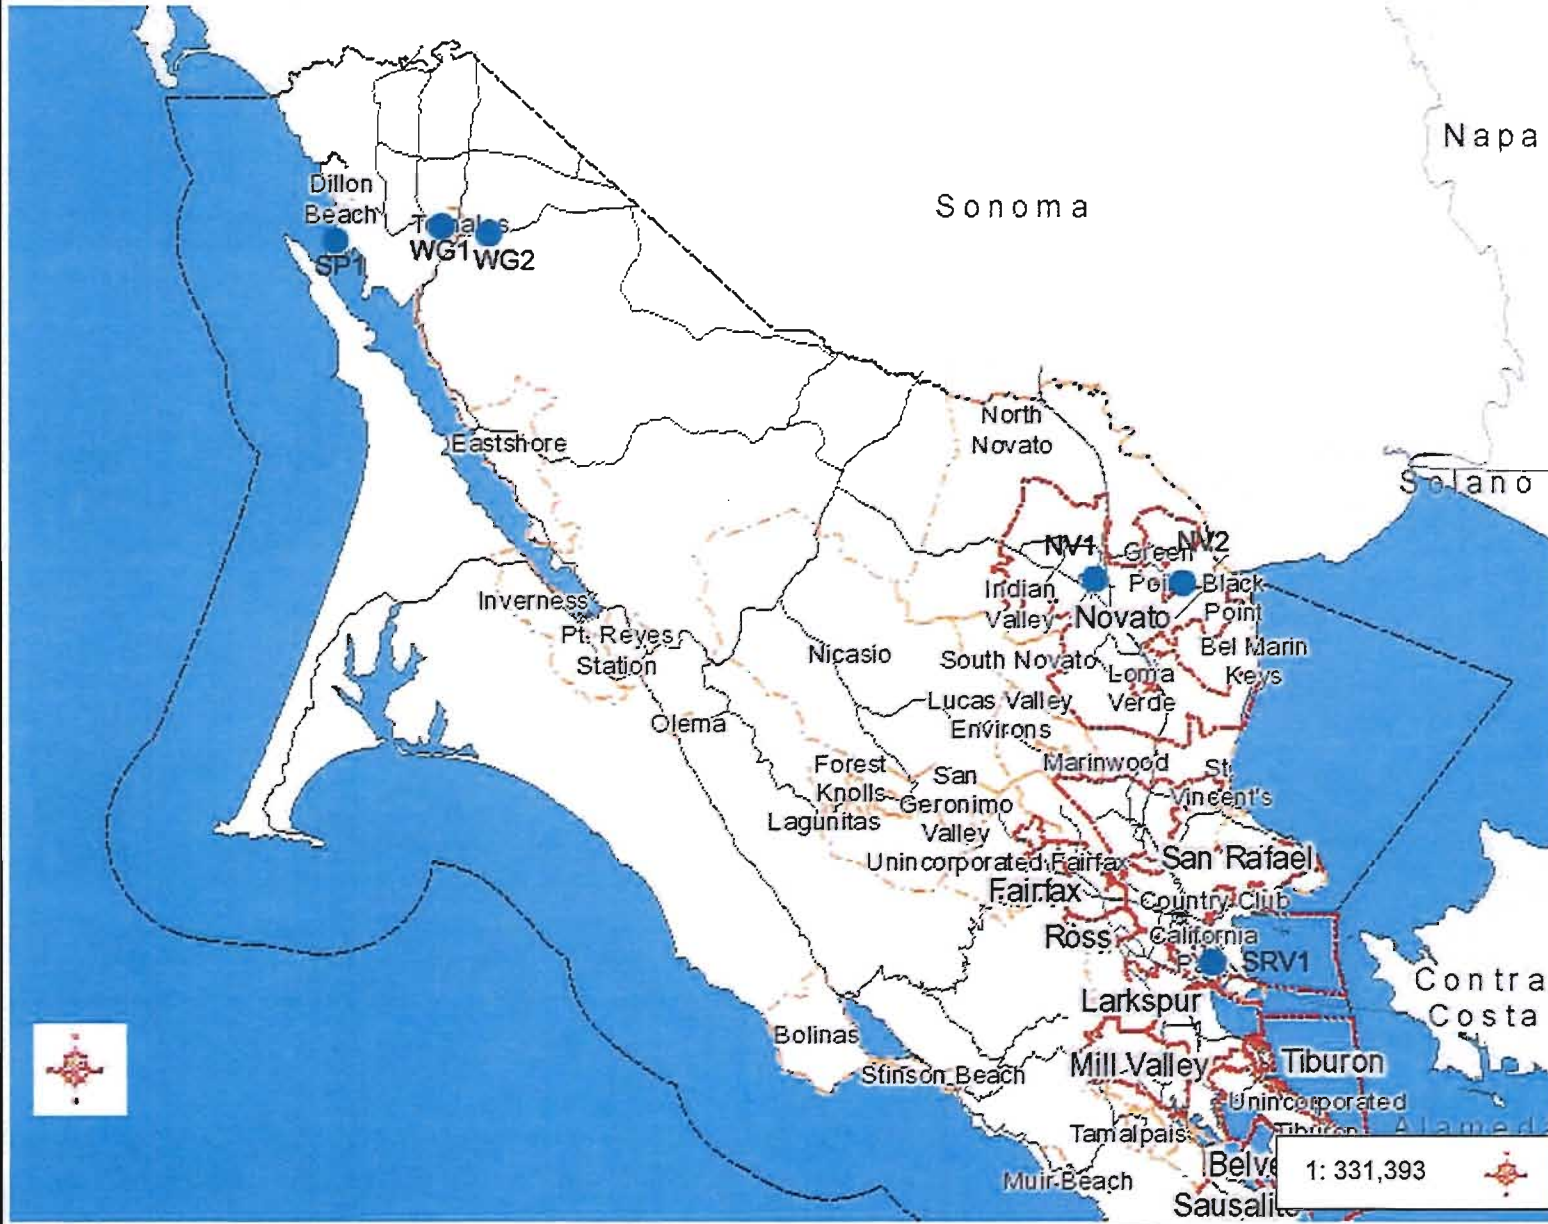 Napa
Sonoma
Dillon
Beach
SP1
WG1
WG2
Eastshore
North
Novato
Solano
NV1
Green
NV2
Indian
Valley
Black
Point
Novato
Inverness
Pt. Reyes
Station
Nicasio
South Novato
Bel Marin
Keys
Loma
Verde
Olema
Lucas Valley
Environs
Marinwood
St.
Vincent's
Forest
Knolls
San
Geronimo
Valley
Lagunitas
Unincorporated Fairfax
San Rafael
Fairfax
Country Club
Ross
California
SRV1
Contra
Costa
Larkspur
Bolinas
Mill Valley
Tiburon
Stinson Beach
Unincorporated
Tiburon
Tamalpais
Alameda
Muir Beach
1: 331,393